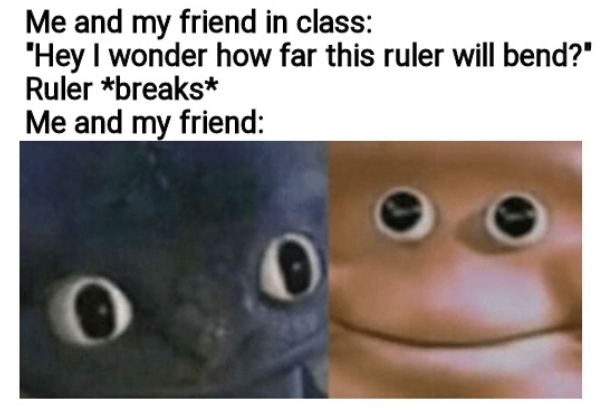 Me and my friend in class:
"Hey I wonder how far this ruler will bend?"
Ruler *breaks*
Me and my friend: